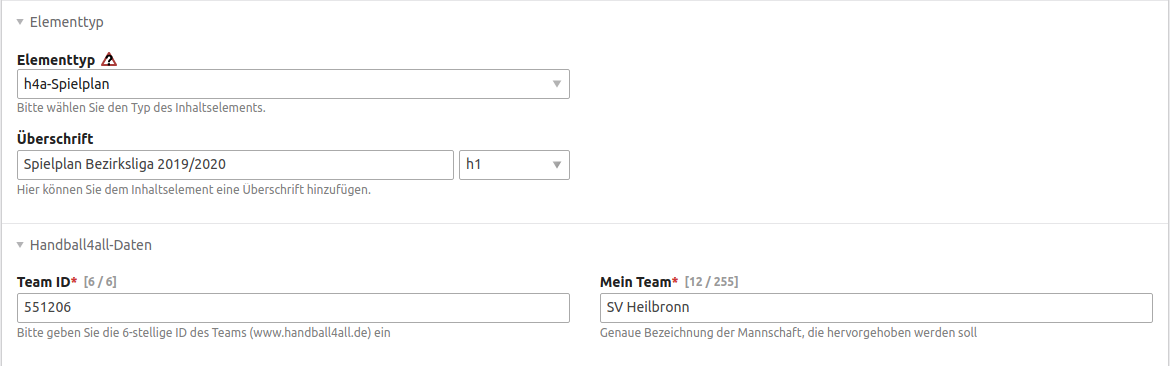 Elementtyp
Elementtyp
h4a-Spielplan
Bitte wählen Sie den Typ des Inhaltselements.
Überschrift
Spielplan Bezirksliga 2019/2020 h1
Hier können Sie dem Inhaltselement eine Überschrift hinzufügen.
Handball4all-Daten
Team ID* [6 / 6] Mein Team* [12 / 255]
551206 SV Heilbronn
Bitte geben Sie die 6-stellige ID des Teams (www.handball4all.de) ein Genaue Bezeichnung der Mannschaft, die hervorgehoben werden soll